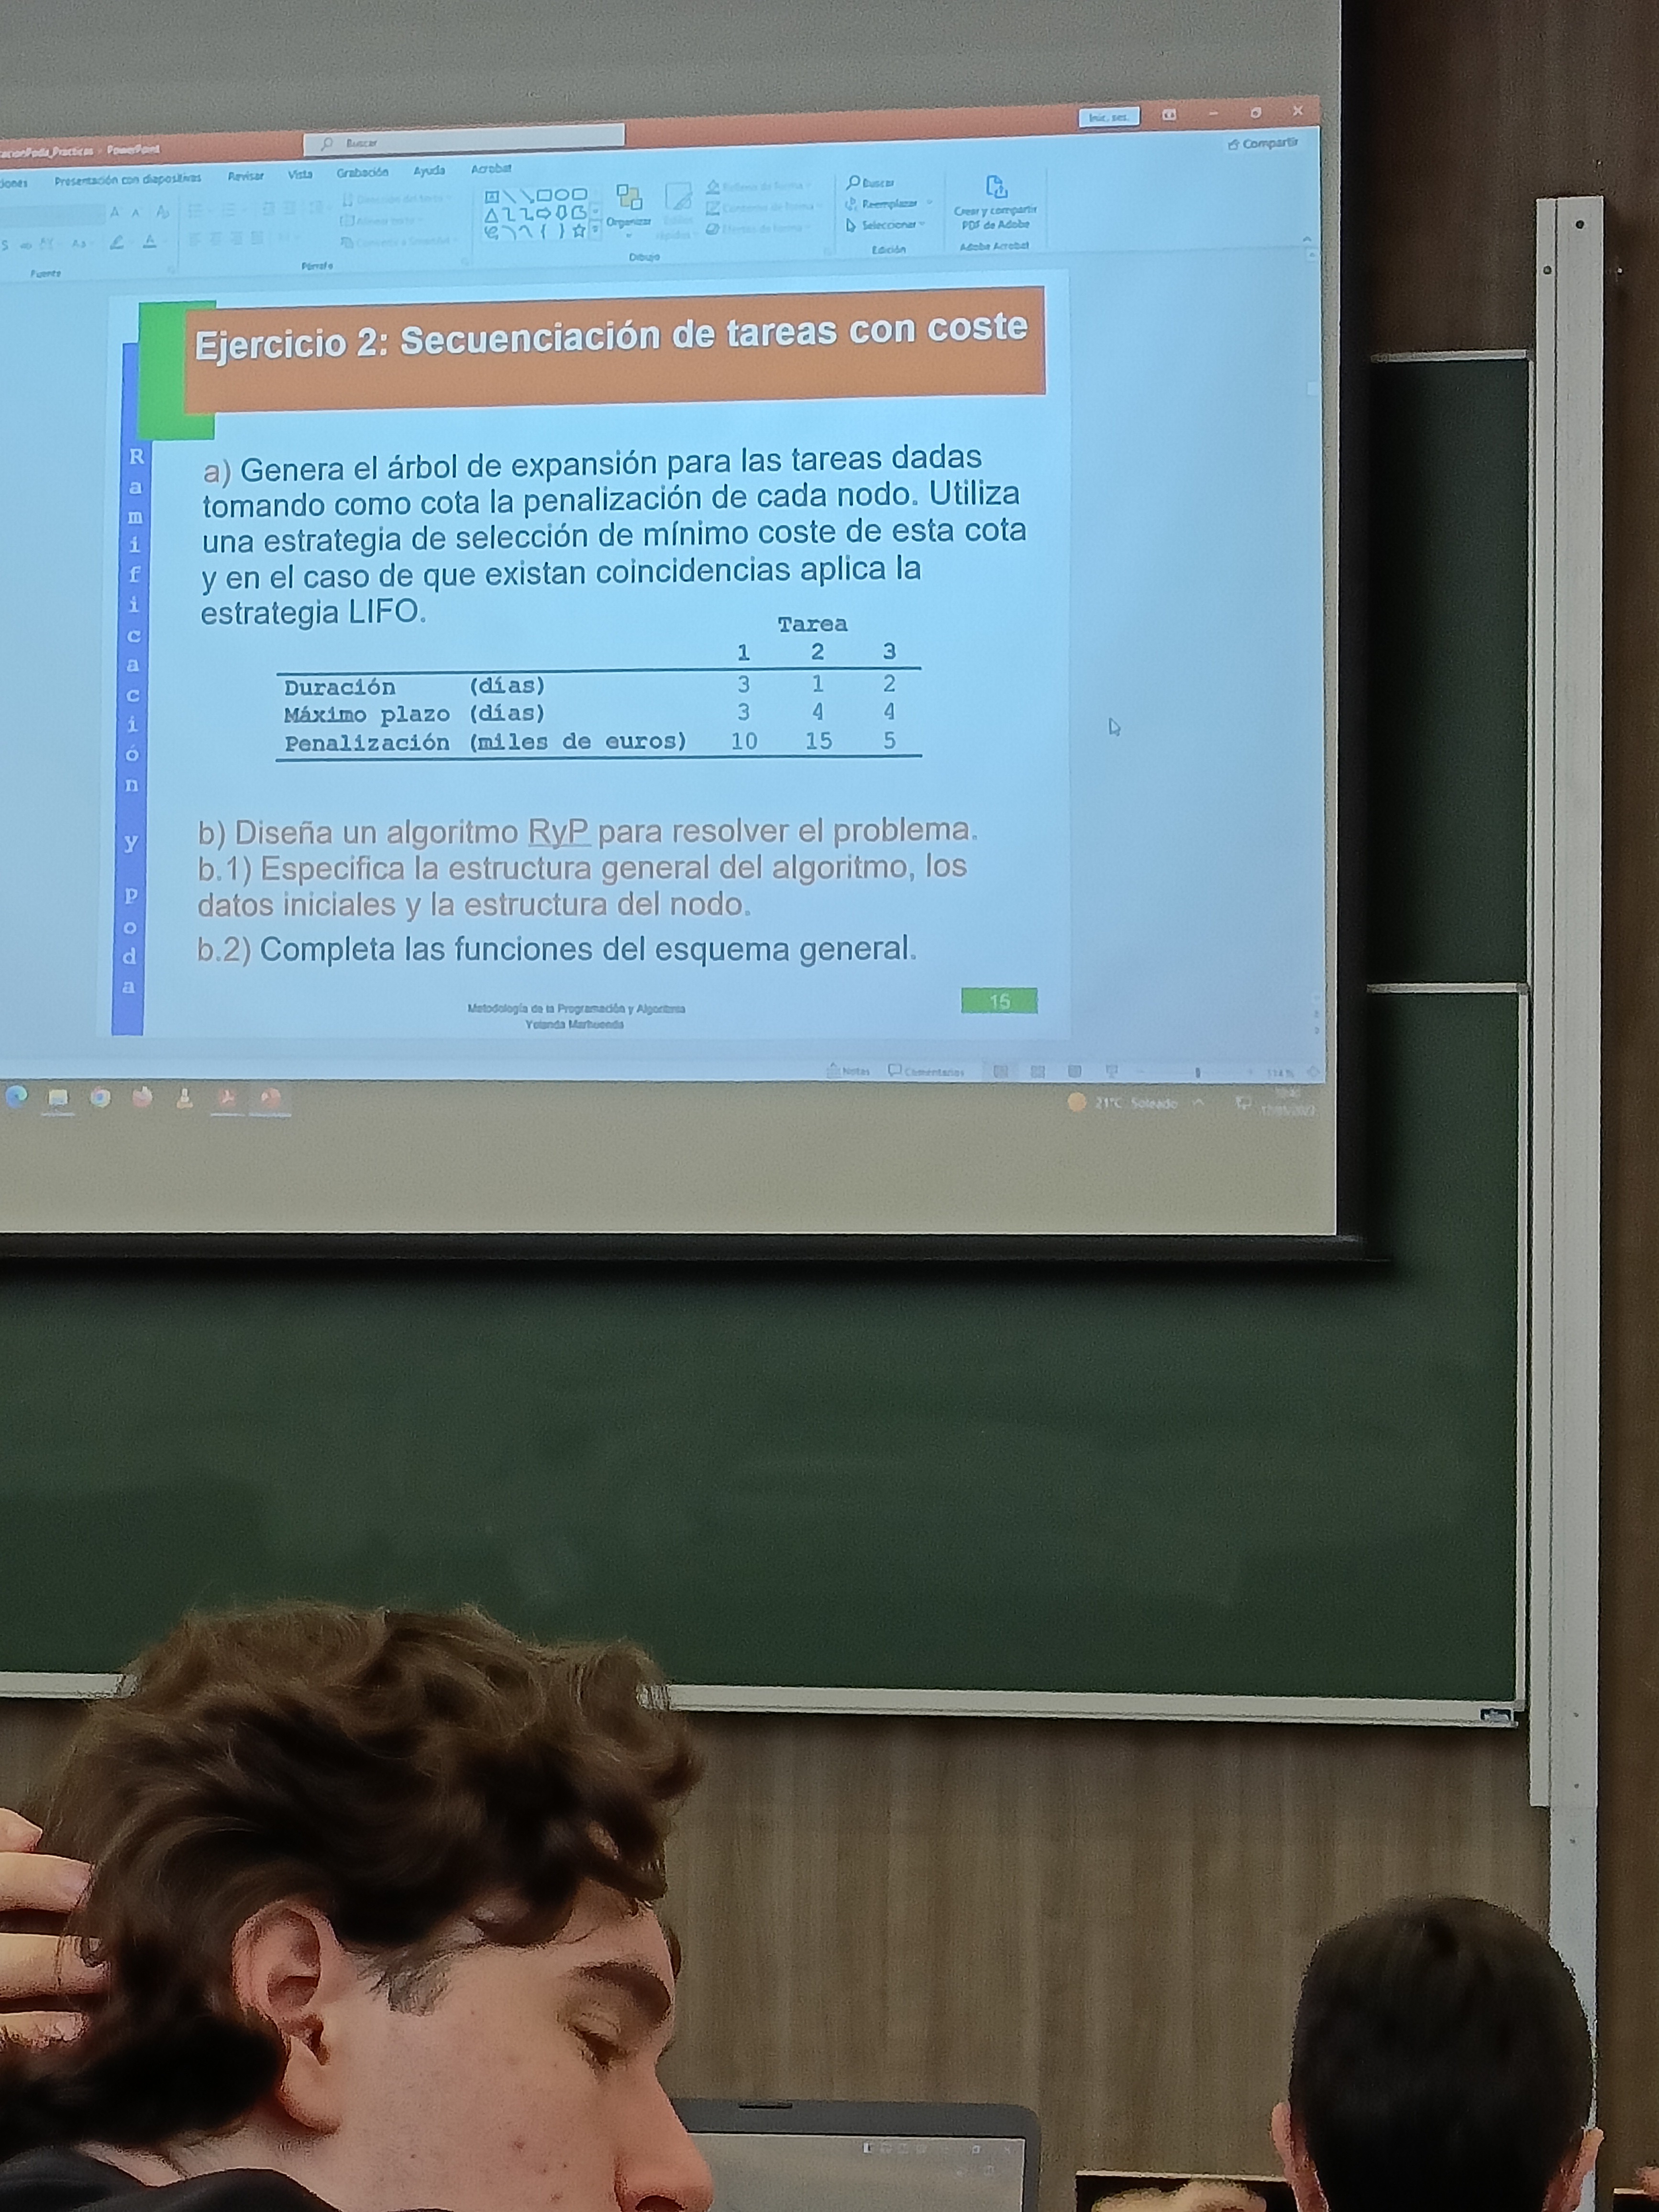 PowerPoint
Buscar
Inic. ses.
Presentación con diapositivas Revisar Vista Grabación Ayuda Acrobat
Compartir
Organizar
Buscar
Reemplazar
Seleccionar
Crear y compartir
PDF de Adobe
Fuente Párrafo Dibujo Edición Adobe Acrobat
Ejercicio 2: Secuenciación de tareas con coste
Ramificación y poda
a) Genera el árbol de expansión para las tareas dadas
tomando como cota la penalización de cada nodo. Utiliza
una estrategia de selección de mínimo coste de esta cota
y en el caso de que existan coincidencias aplica la
estrategia LIFO.
Tarea
1 2 3
Duración (días) 3 1 2
Máximo plazo (días) 3 4 4
Penalización (miles de euros) 10 15 5
b) Diseña un algoritmo RyP para resolver el problema.
b.1) Especifica la estructura general del algoritmo, los
datos iniciales y la estructura del nodo.
b.2) Completa las funciones del esquema general.
Metodología de la Programación y Algoritmia
Yolanda Marhuenda
15
Notas Comentarios 114 %
21°C Soleado